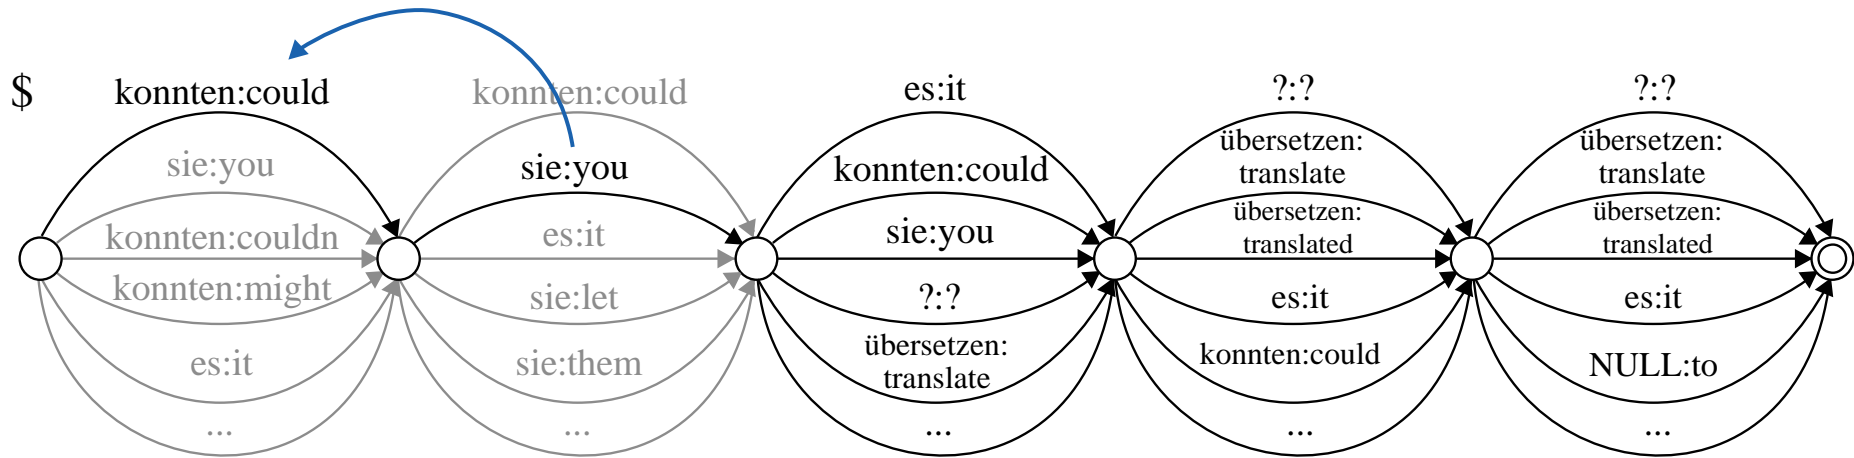 $
konnten:could
sie:you
konnten:couldn
konnten:might
es:it
...
konnten:could
sie:you
es:it
sie:let
sie:them
...
es:it
konnten:could
sie:you
?:?
übersetzen:
translate
...
?:?
übersetzen:
translate
übersetzen:
translated
es:it
konnten:could
...
?:?
übersetzen:
translate
übersetzen:
translated
es:it
NULL:to
...